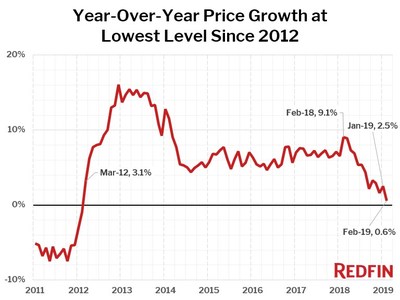 Year-Over-Year Price Growth at
Lowest Level Since 2012
20%
10%
0%
-10%
Mar-12, 3.1%
Feb-18, 9.1%
Jan-19, 2.5%
Feb-19, 0.6%
REDFIN
2011 2012 2013 2014 2015 2016 2017 2018 2019